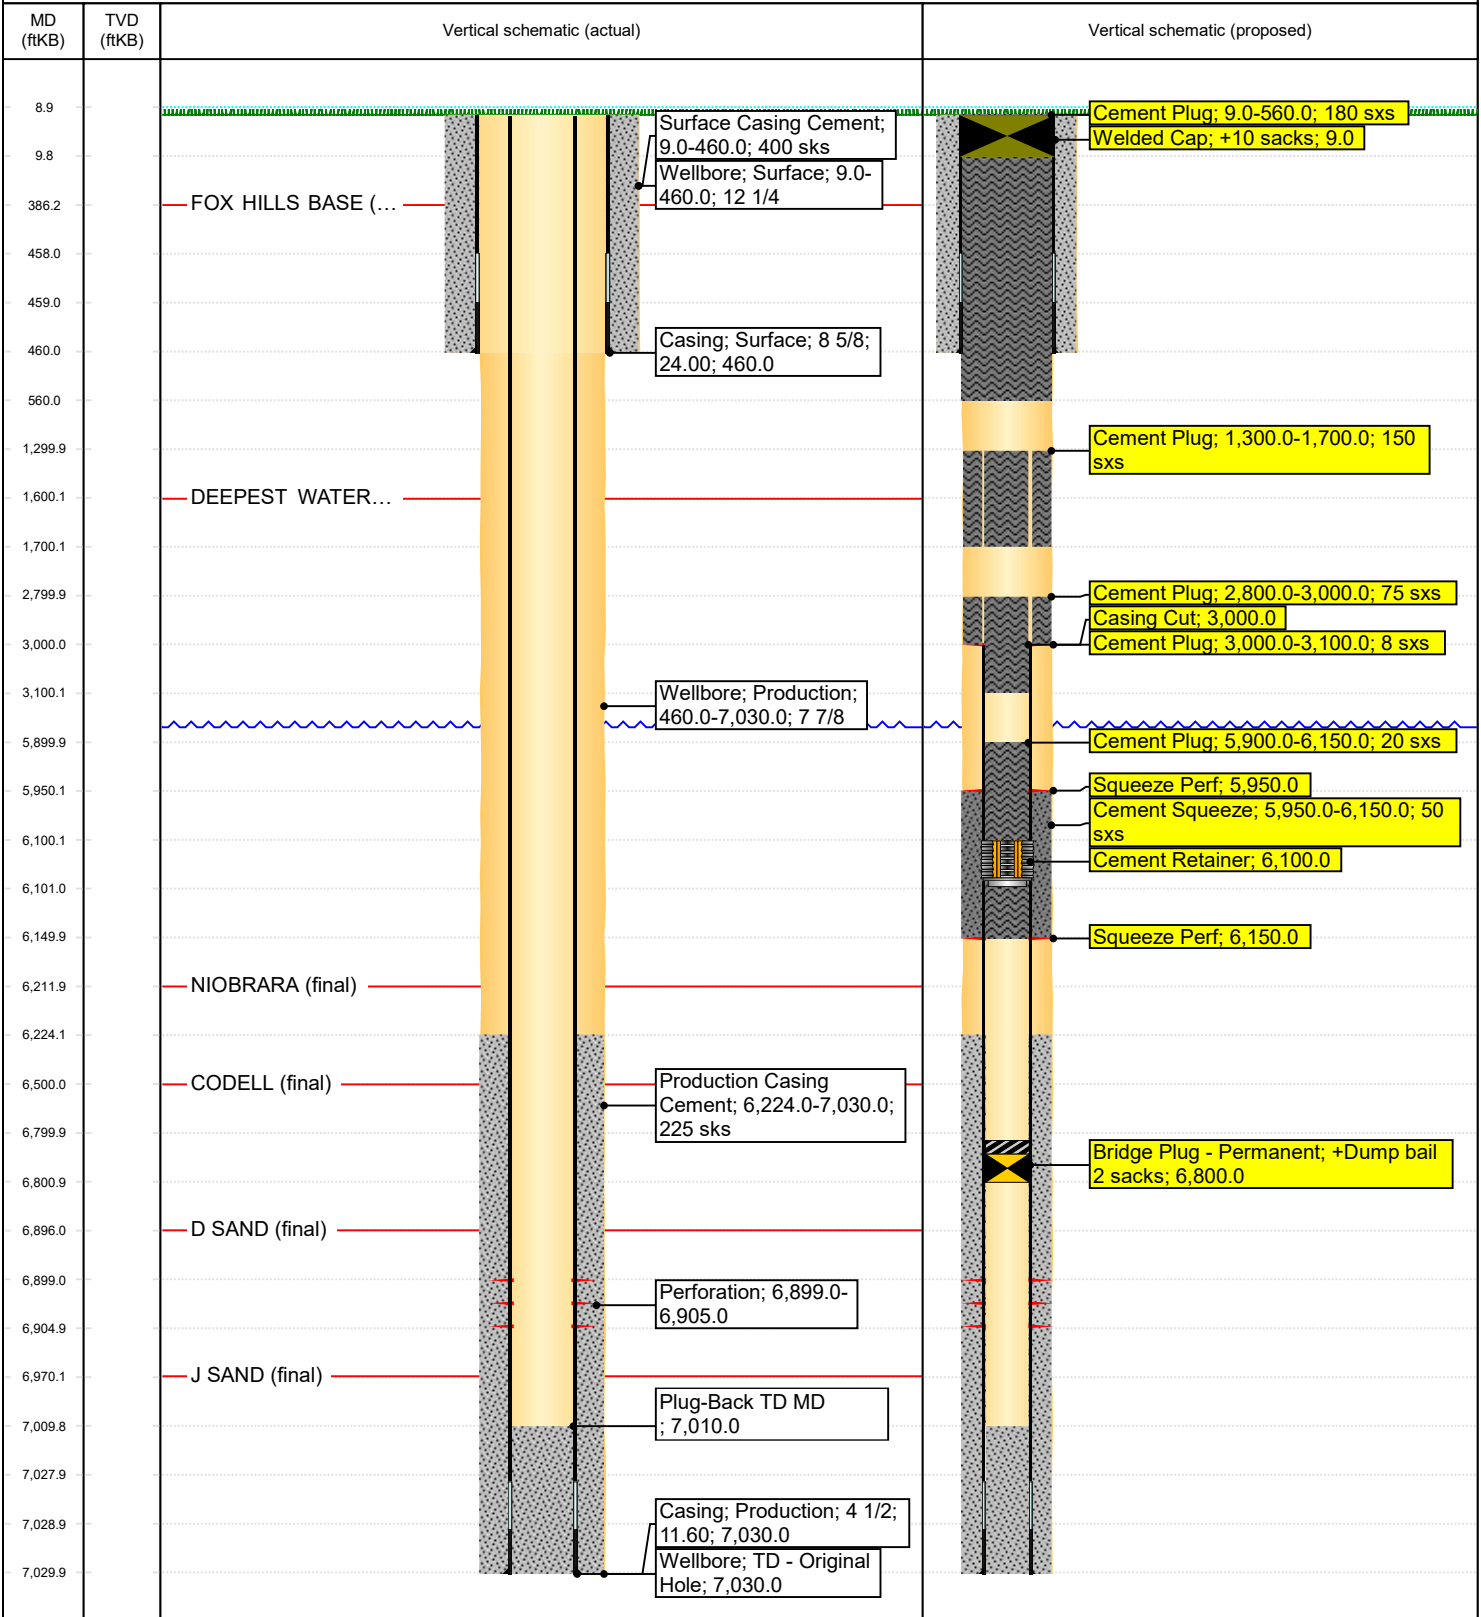 MD
(ftKB)
TVD
(ftKB)
Vertical schematic (actual)
Vertical schematic (proposed)
8.9
9.8
386.2
458.0
459.0
460.0
560.0
1,299.9
1,600.1
1,700.1
2,799.9
3,000.0
3,100.1
5,899.9
5,950.1
6,100.1
6,101.0
6,149.9
6,211.9
6,224.1
6,500.0
6,799.9
6,800.9
6,896.0
6,899.0
6,904.9
6,970.1
7,009.8
7,027.9
7,028.9
7,029.9
FOX HILLS BASE (...
DEEPEST WATER...
NIOBRARA (final)
CODELL (final)
D SAND (final)
J SAND (final)
Surface Casing Cement;
9.0-460.0; 400 sks
Wellbore; Surface; 9.0-
460.0; 12 1/4
Casing; Surface; 8 5/8;
24.00; 460.0
Wellbore; Production;
460.0-7,030.0; 7 7/8
Production Casing
Cement; 6,224.0-7,030.0;
225 sks
Perforation; 6,899.0-
6,905.0
Plug-Back TD MD
; 7,010.0
Casing; Production; 4 1/2;
11.60; 7,030.0
Wellbore; TD - Original
Hole; 7,030.0
Cement Plug; 9.0-560.0; 180 sxs
Welded Cap; +10 sacks; 9.0
Cement Plug; 1,300.0-1,700.0; 150
sxs
Cement Plug; 2,800.0-3,000.0; 75 sxs
Casing Cut; 3,000.0
Cement Plug; 3,000.0-3,100.0; 8 sxs
Cement Plug; 5,900.0-6,150.0; 20 sxs
Squeeze Perf; 5,950.0
Cement Squeeze; 5,950.0-6,150.0; 50
sxs
Cement Retainer; 6,100.0
Squeeze Perf; 6,150.0
Bridge Plug - Permanent; +Dump bail
2 sacks; 6,800.0